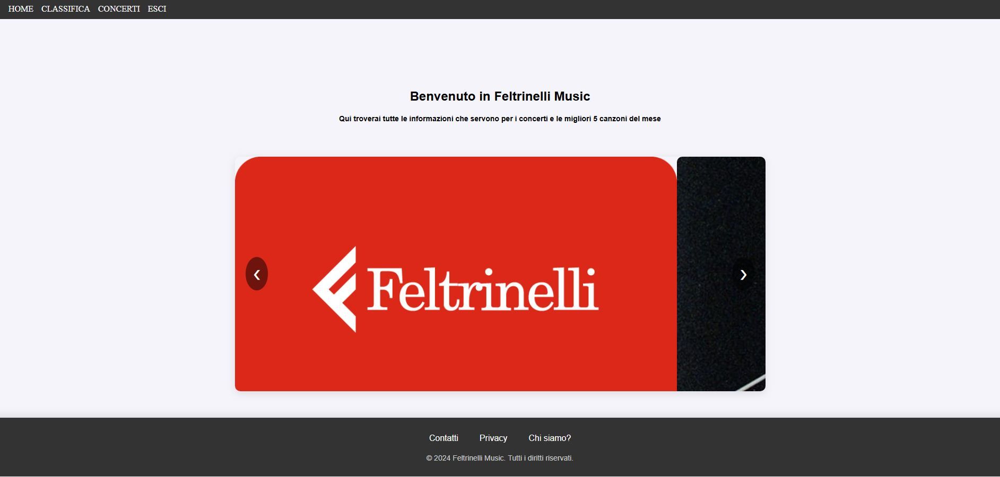 HOME CLASSIFICA CONCERTI ESCI
Benvenuto in Feltrinelli Music
Qui troverai tutte le informazioni che servono per i concerti e le migliori 5 canzoni del mese
❮ Feltrinelli ❯
Contatti Privacy Chi siamo?
© 2024 Feltrinelli Music. Tutti i diritti riservati.